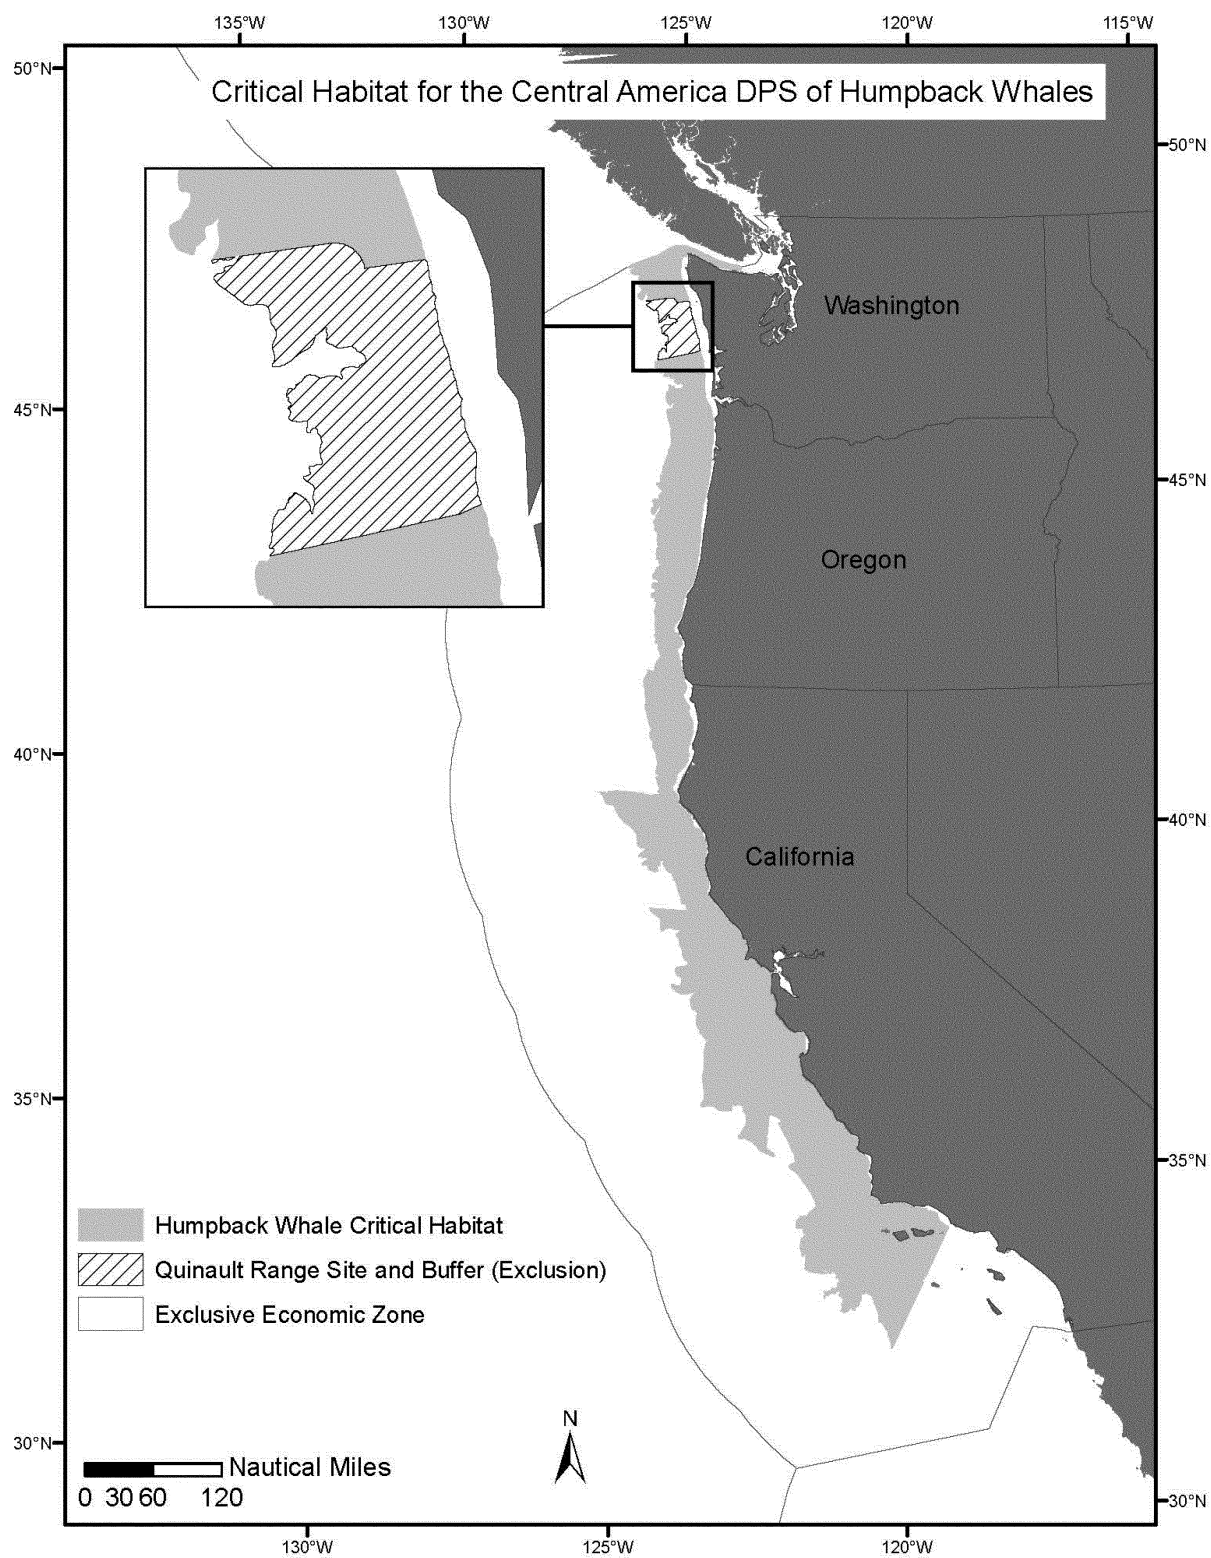 135°W 130°W 125°W 120°W 115°W
50°N
Critical Habitat for the Central America DPS of Humpback Whales
50°N
Washington
45°N
45°N
Oregon
40°N
40°N
California
35°N
35°N
Humpback Whale Critical Habitat
Quinault Range Site and Buffer (Exclusion)
Exclusive Economic Zone
N
30°N
Nautical Miles
0 30 60 120
30°N
130°W 125°W 120°W